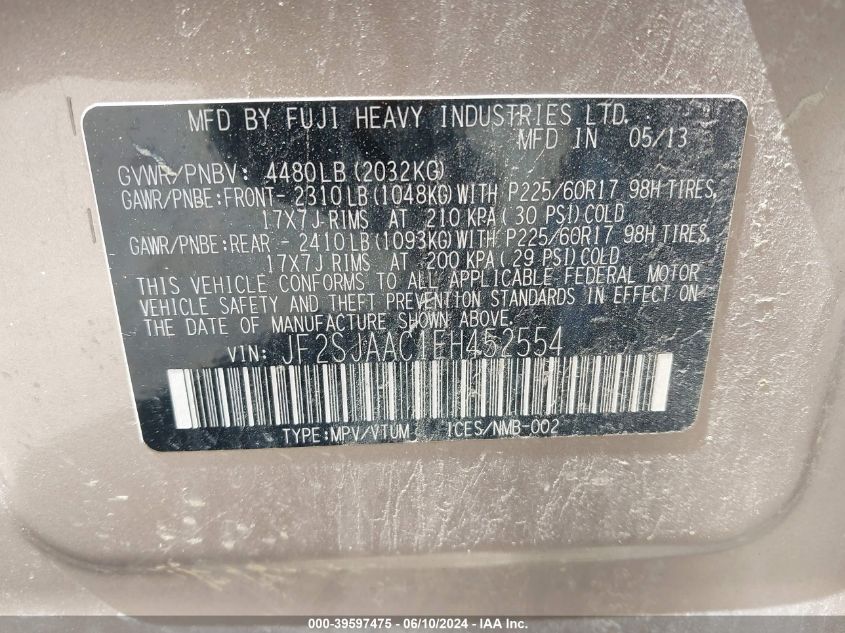 MFD BY FUJI HEAVY INDUSTRIES LTD.
MFD IN 05/13
GVWR/PNBV: 4480LB(2032KG)
GAWR/PNBE:FRONT-2310LB(1048KG)WITH P225/60R17 98H TIRES,
17X7J-RIMS AT 210 KPA(30 PSI)COLD
GAWR/PNBE:REAR -2410LB(1093KG)WITH P225/60R17 98H TIRES,
17X7J RIMS AT 200 KPA(29 PSI)COLD
THIS VEHICLE CONFORMS TO ALL APPLICABLE FEDERAL MOTOR
VEHICLE SAFETY AND THEFT PREVENTION STANDARDS IN EFFECT ON
THE DATE OF MANUFACTURE SHOWN ABOVE.
VIN: JF2SJAAC1EH452554
TYPE:MPV/VTUM ICES/NMB-002
000-39597475 - 06/10/2024 - IAA Inc.